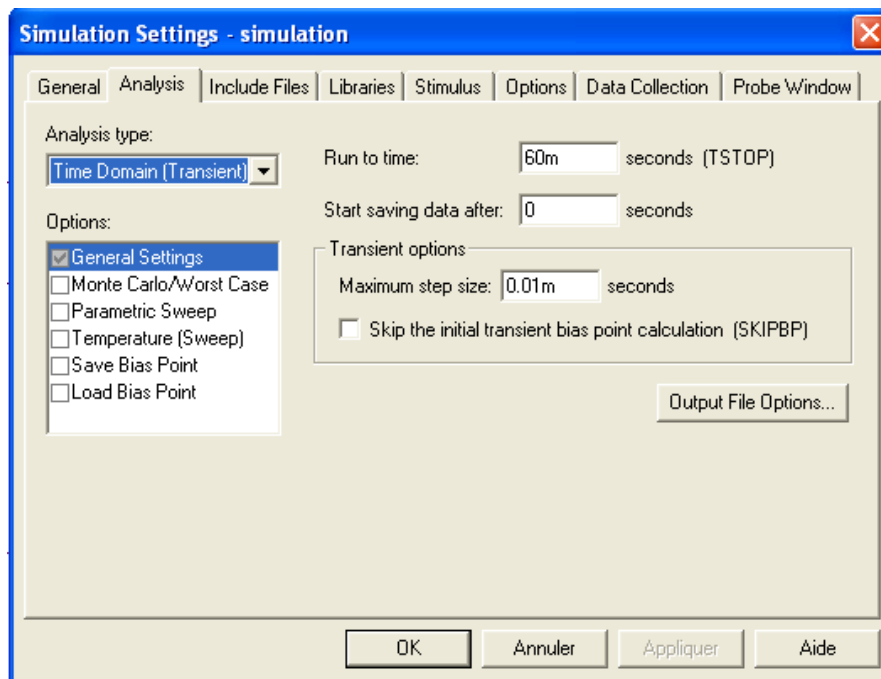 Simulation Settings - simulation
General Analysis Include Files Libraries Stimulus Options Data Collection Probe Window
Analysis type:
Time Domain (Transient)
Run to time: 60m seconds (TSTOP)
Start saving data after: 0 seconds
Options:
General Settings
Monte Carlo/Worst Case
Parametric Sweep
Temperature (Sweep)
Save Bias Point
Load Bias Point
Transient options
Maximum step size: 0.01m seconds
Skip the initial transient bias point calculation (SKIPBP)
Output File Options...
OK Annuler Appliquer Aide